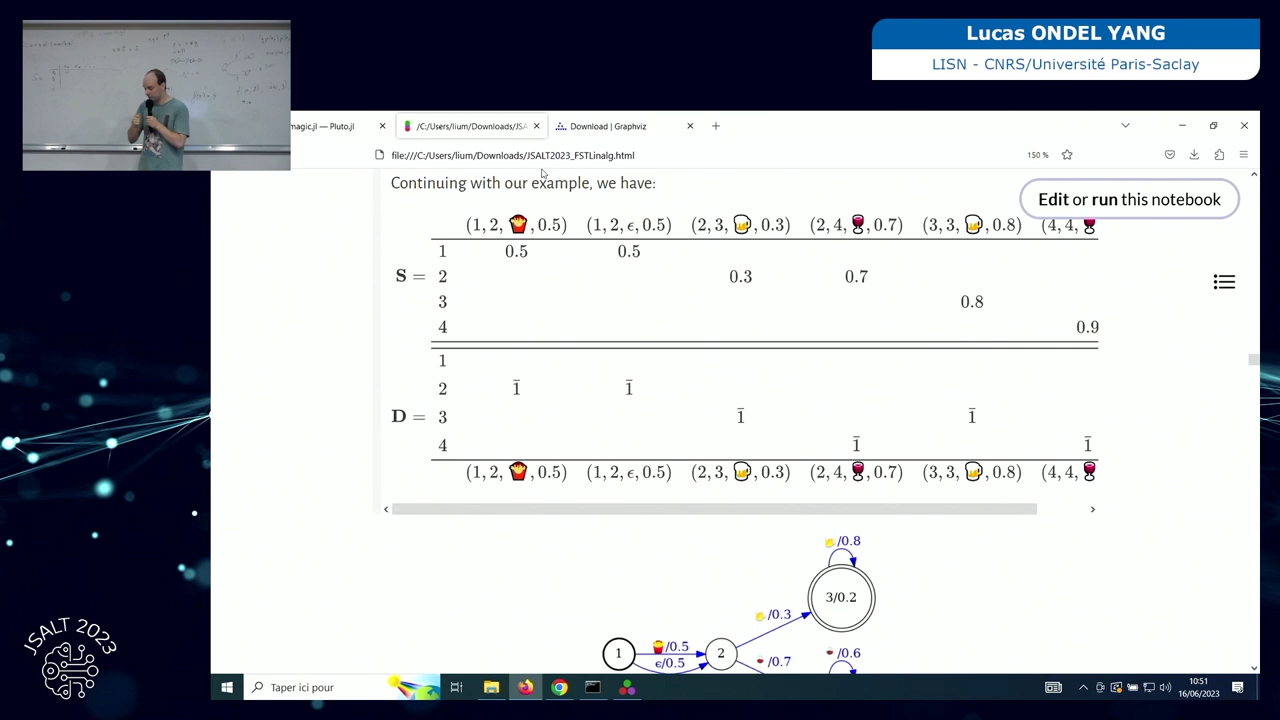 Lucas ONDEL YANG
LISN - CNRS/Université Paris-Saclay
magic.jl — Pluto.jl
/C:/Users/lium/Downloads/JSA
Download | Graphviz
file:///C:/Users/lium/Downloads/JSALT2023_FSTLinalg.html
150 %
Continuing with our example, we have:
Edit or run this notebook
(1, 2, 🍟, 0.5) (1, 2, ϵ, 0.5) (2, 3, 🍺, 0.3) (2, 4, 🍷, 0.7) (3, 3, 🍺, 0.8) (4, 4, 🍷
1 0.5 0.5
S = 2 0.3 0.7
3 0.8
4 0.9
1
2 1̄ 1̄
D = 3 1̄ 1̄
4 1̄ 1̄
(1, 2, 🍟, 0.5) (1, 2, ϵ, 0.5) (2, 3, 🍺, 0.3) (2, 4, 🍷, 0.7) (3, 3, 🍺, 0.8) (4, 4, 🍷
🍺/0.8
3/0.2
🍺/0.3
1 🍟/0.5 2
ϵ/0.5
🍷/0.7
🍷/0.6
JSALT 2023
Taper ici pour
10:51
16/06/2023